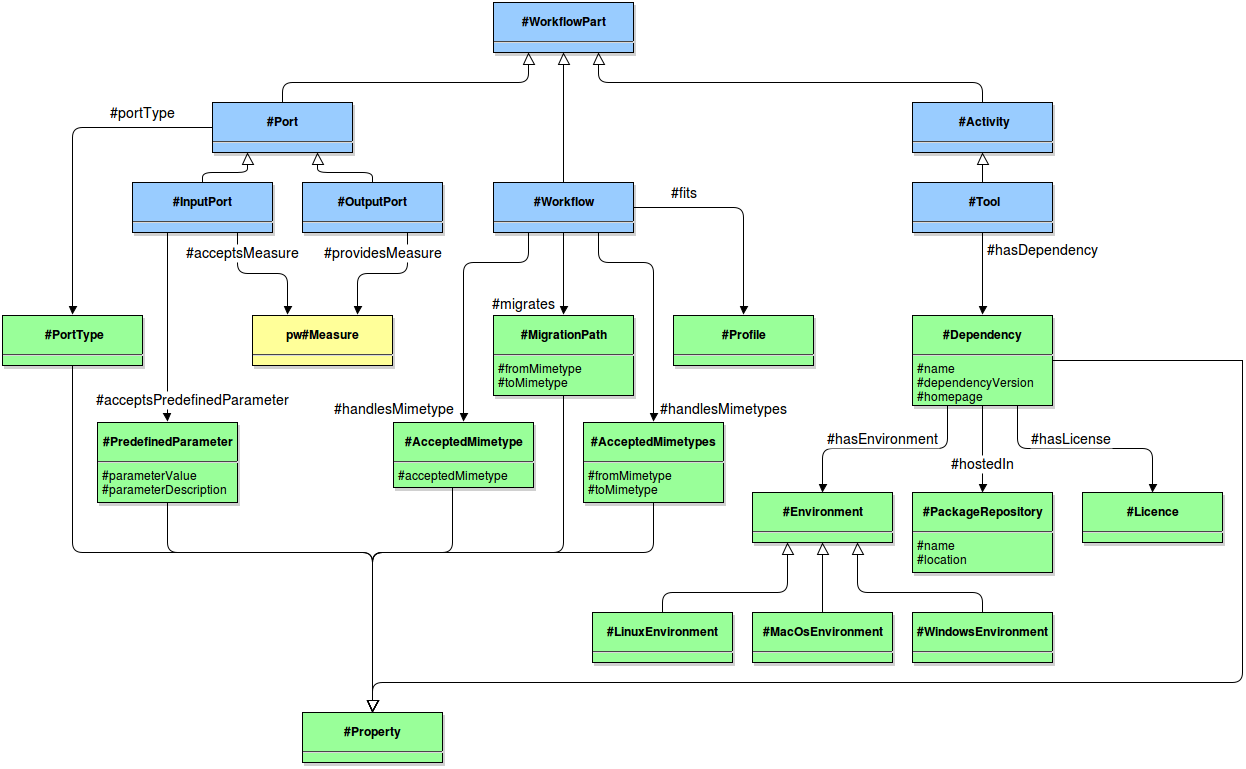 #WorkflowPart
#portType
#Port
#Activity
#InputPort
#OutputPort
#Workflow
#fits
#Tool
#acceptsMeasure
#providesMeasure
#hasDependency
#migrates
#PortType
pw#Measure
#MigrationPath
#fromMimetype
#toMimetype
#Profile
#Dependency
#name
#dependencyVersion
#homepage
#acceptsPredefinedParameter
#handlesMimetype
#handlesMimetypes
#PredefinedParameter
#parameterValue
#parameterDescription
#AcceptedMimetype
#acceptedMimetype
#AcceptedMimetypes
#fromMimetype
#toMimetype
#hasEnvironment
#hostedIn
#hasLicense
#Environment
#PackageRepository
#name
#location
#Licence
#LinuxEnvironment
#MacOsEnvironment
#WindowsEnvironment
#Property